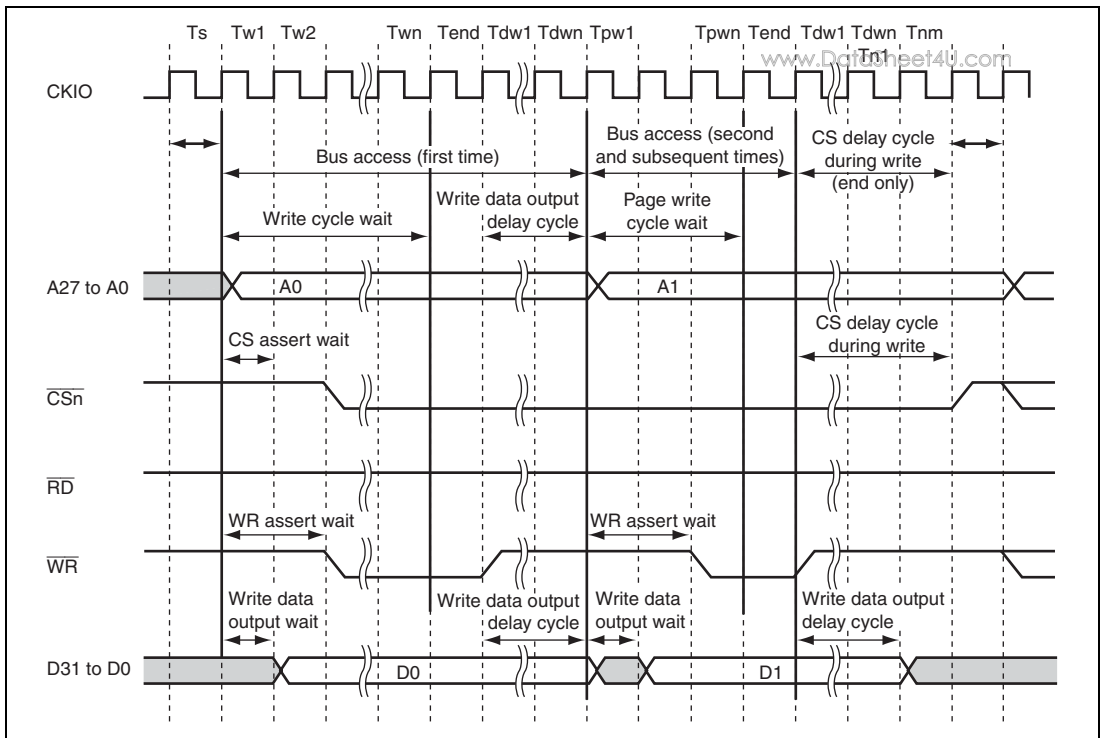 Ts Tw1 Tw2 Twn Tend Tdw1 Tdwn Tpw1 Tpwn Tend Tdw1 Tdwn Tnm
www.DataSheet4U.com
Tn1
CKIO
Bus access (first time)
Bus access (second
and subsequent times)
CS delay cycle
during write
(end only)
Write cycle wait
Write data output
delay cycle
Page write
cycle wait
A27 to A0
A0
A1
CS assert wait
CS delay cycle
during write
CSn
RD
WR assert wait
WR assert wait
WR
Write data
output wait
Write data output
delay cycle
Write data
output wait
Write data output
delay cycle
D31 to D0
D0
D1